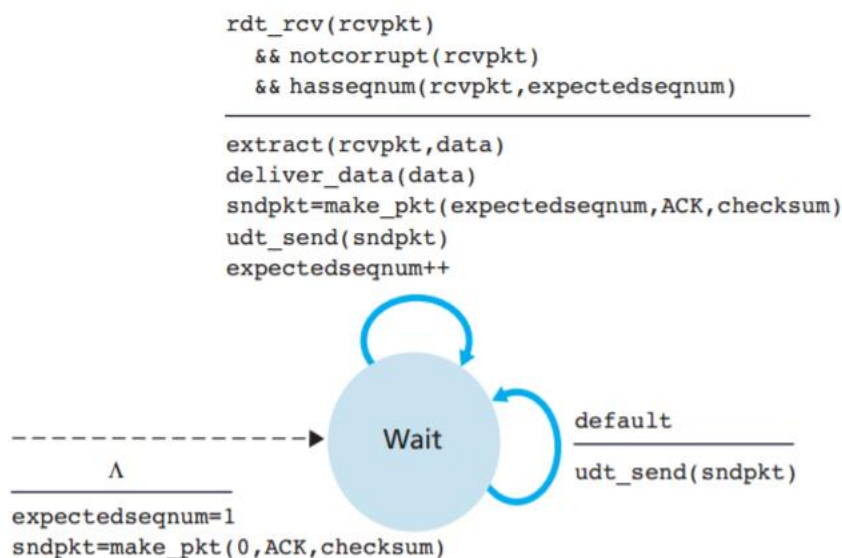 rdt_rcv(rcvpkt)
&& notcorrupt(rcvpkt)
&& hasseqnum(rcvpkt,expectedseqnum)
extract(rcvpkt,data)
deliver_data(data)
sndpkt=make_pkt(expectedseqnum,ACK,checksum)
udt_send(sndpkt)
expectedseqnum++
Wait
default
udt_send(sndpkt)
Λ
expectedseqnum=1
sndpkt=make_pkt(0,ACK,checksum)